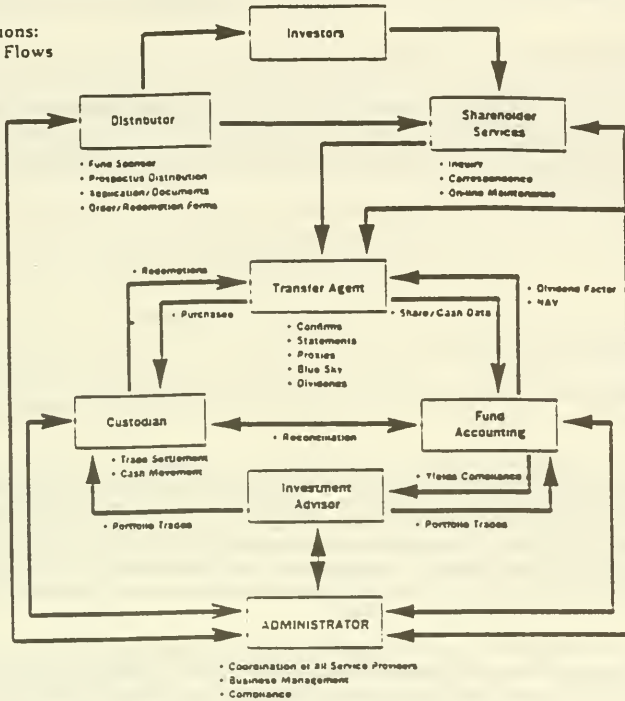 ions:
Flows
Investors
Distributor
Shareholder
Services
• Fund Sponsor
• Prospectus Distribution
• Application/Documents
• Order/Redemption Forms
• Inquiry
• Correspondence
• On-line Maintenance
• Redemptions
Transfer Agent
• Dividend Factor
• NAV
• Purchases
• Share/Cash Data
• Confirms
• Statements
• Proxies
• Blue Sky
• Dividends
Custodian
Fund
Accounting
• Reconciliation
• Trade Settlement
• Cash Movement
• Yields Compliance
Investment
Advisor
• Portfolio Trades
• Portfolio Trades
ADMINISTRATOR
• Coordination of all Service Providers
• Business Management
• Compliance